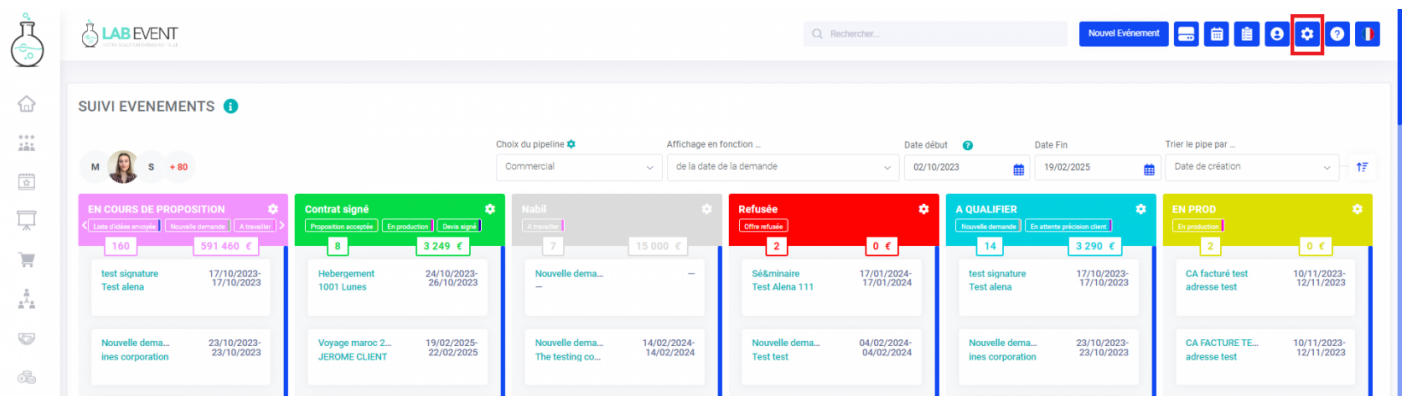 LAB EVENT
Rechercher...
Nouvel Evénement
SUIVI EVENEMENTS
M S + 80
Choix du pipeline
Commercial
Affichage en fonction ...
de la date de la demande
Date début
02/10/2023
Date Fin
19/02/2025
Trier le pipe par ...
Date de création
EN COURS DE PROPOSITION
Liste d'idées envoyée Nouvelle demande A travailler
160 591 460 €
test signature 17/10/2023-
Test alena 17/10/2023
Nouvelle dema... 23/10/2023-
ines corporation 23/10/2023
Contrat signé
Proposition acceptée En production Devis signé
8 3 249 €
Hebergement 24/10/2023-
1001 Lunes 26/10/2023
Voyage maroc 2... 19/02/2025-
JEROME CLIENT 22/02/2025
Nabil
A travailler
7 15 000 €
Nouvelle dema... —
—
Nouvelle dema... 14/02/2024-
The testing co... 14/02/2024
Refusée
Offre refusée
2 0 €
Sé&minaire 17/01/2024-
Test Alena 111 17/01/2024
Nouvelle dema... 04/02/2024-
Test test 04/02/2024
A QUALIFIER
Nouvelle demande En attente précision client
14 3 290 €
test signature 17/10/2023-
Test alena 17/10/2023
Nouvelle dema... 23/10/2023-
ines corporation 23/10/2023
EN PROD
En production
2 0 €
CA facturé test 10/11/2023-
adresse test 12/11/2023
CA FACTURE TE... 10/11/2023-
adresse test 12/11/2023